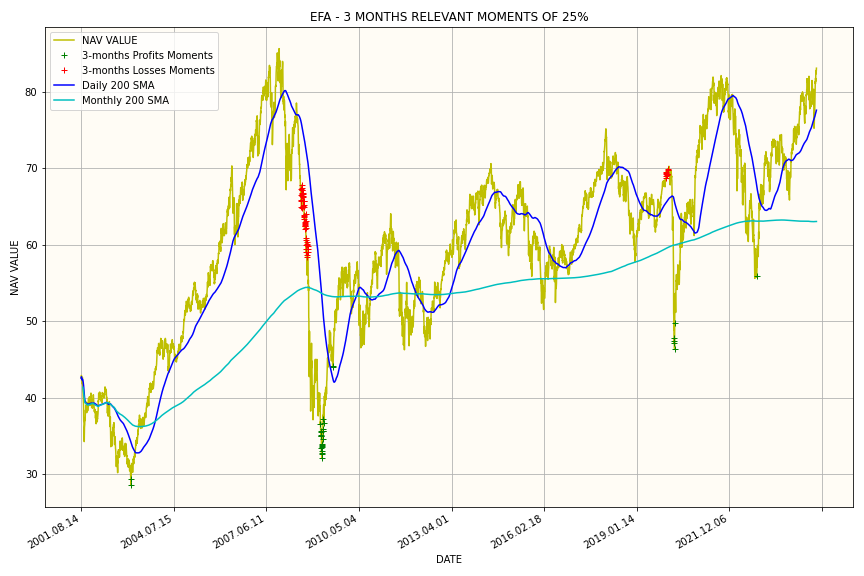 EFA - 3 MONTHS RELEVANT MOMENTS OF 25%
NAV VALUE
3-months Profits Moments
3-months Losses Moments
Daily 200 SMA
Monthly 200 SMA
80
70
60
50
40
30
NAV VALUE
2001.08.14
2004.07.15
2007.06.11
2010.05.04
2013.04.01
2016.02.18
2019.01.14
2021.12.06
DATE